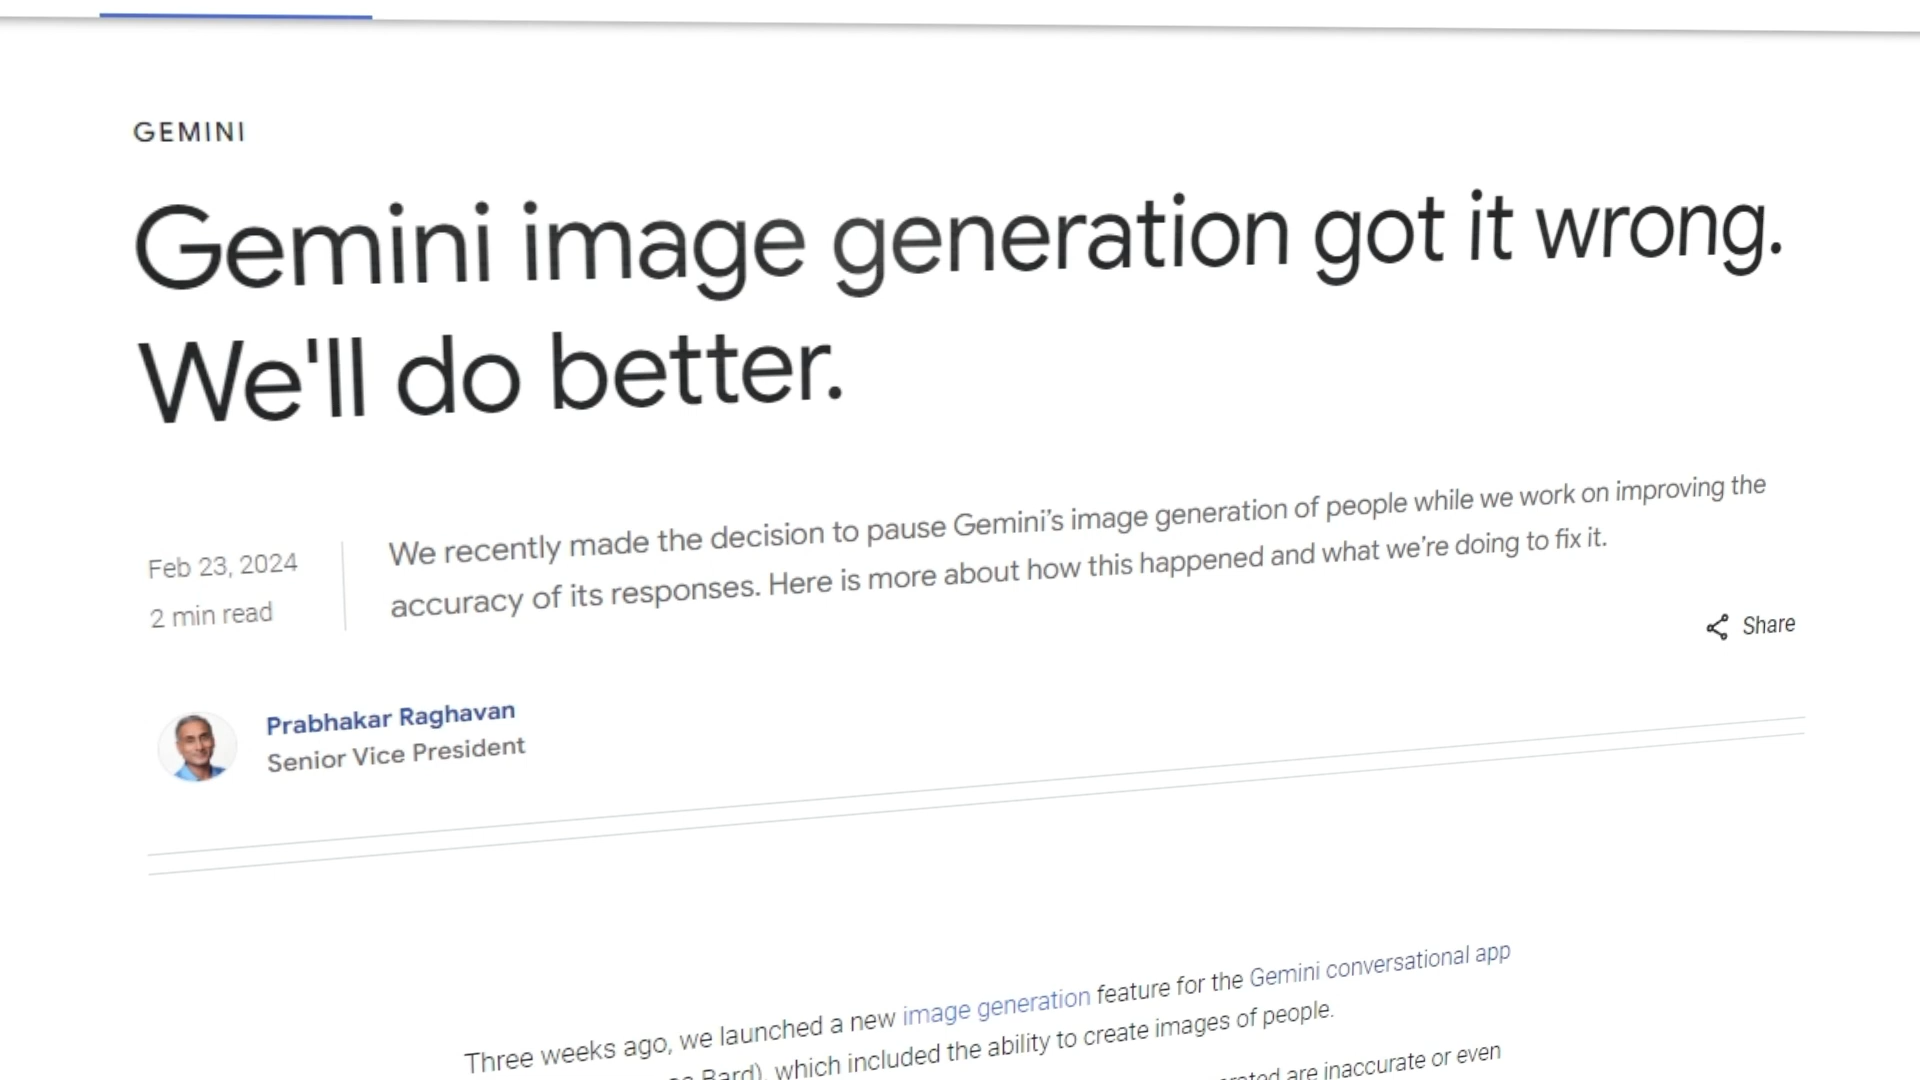 GEMINI
Gemini image generation got it wrong.
We'll do better.
Feb 23, 2024
2 min read
We recently made the decision to pause Gemini’s image generation of people while we work on improving the
accuracy of its responses. Here is more about how this happened and what we’re doing to fix it.
Share
Prabhakar Raghavan
Senior Vice President
Three weeks ago, we launched a new image generation feature for the Gemini conversational app
Bard), which included the ability to create images of people.
are inaccurate or even